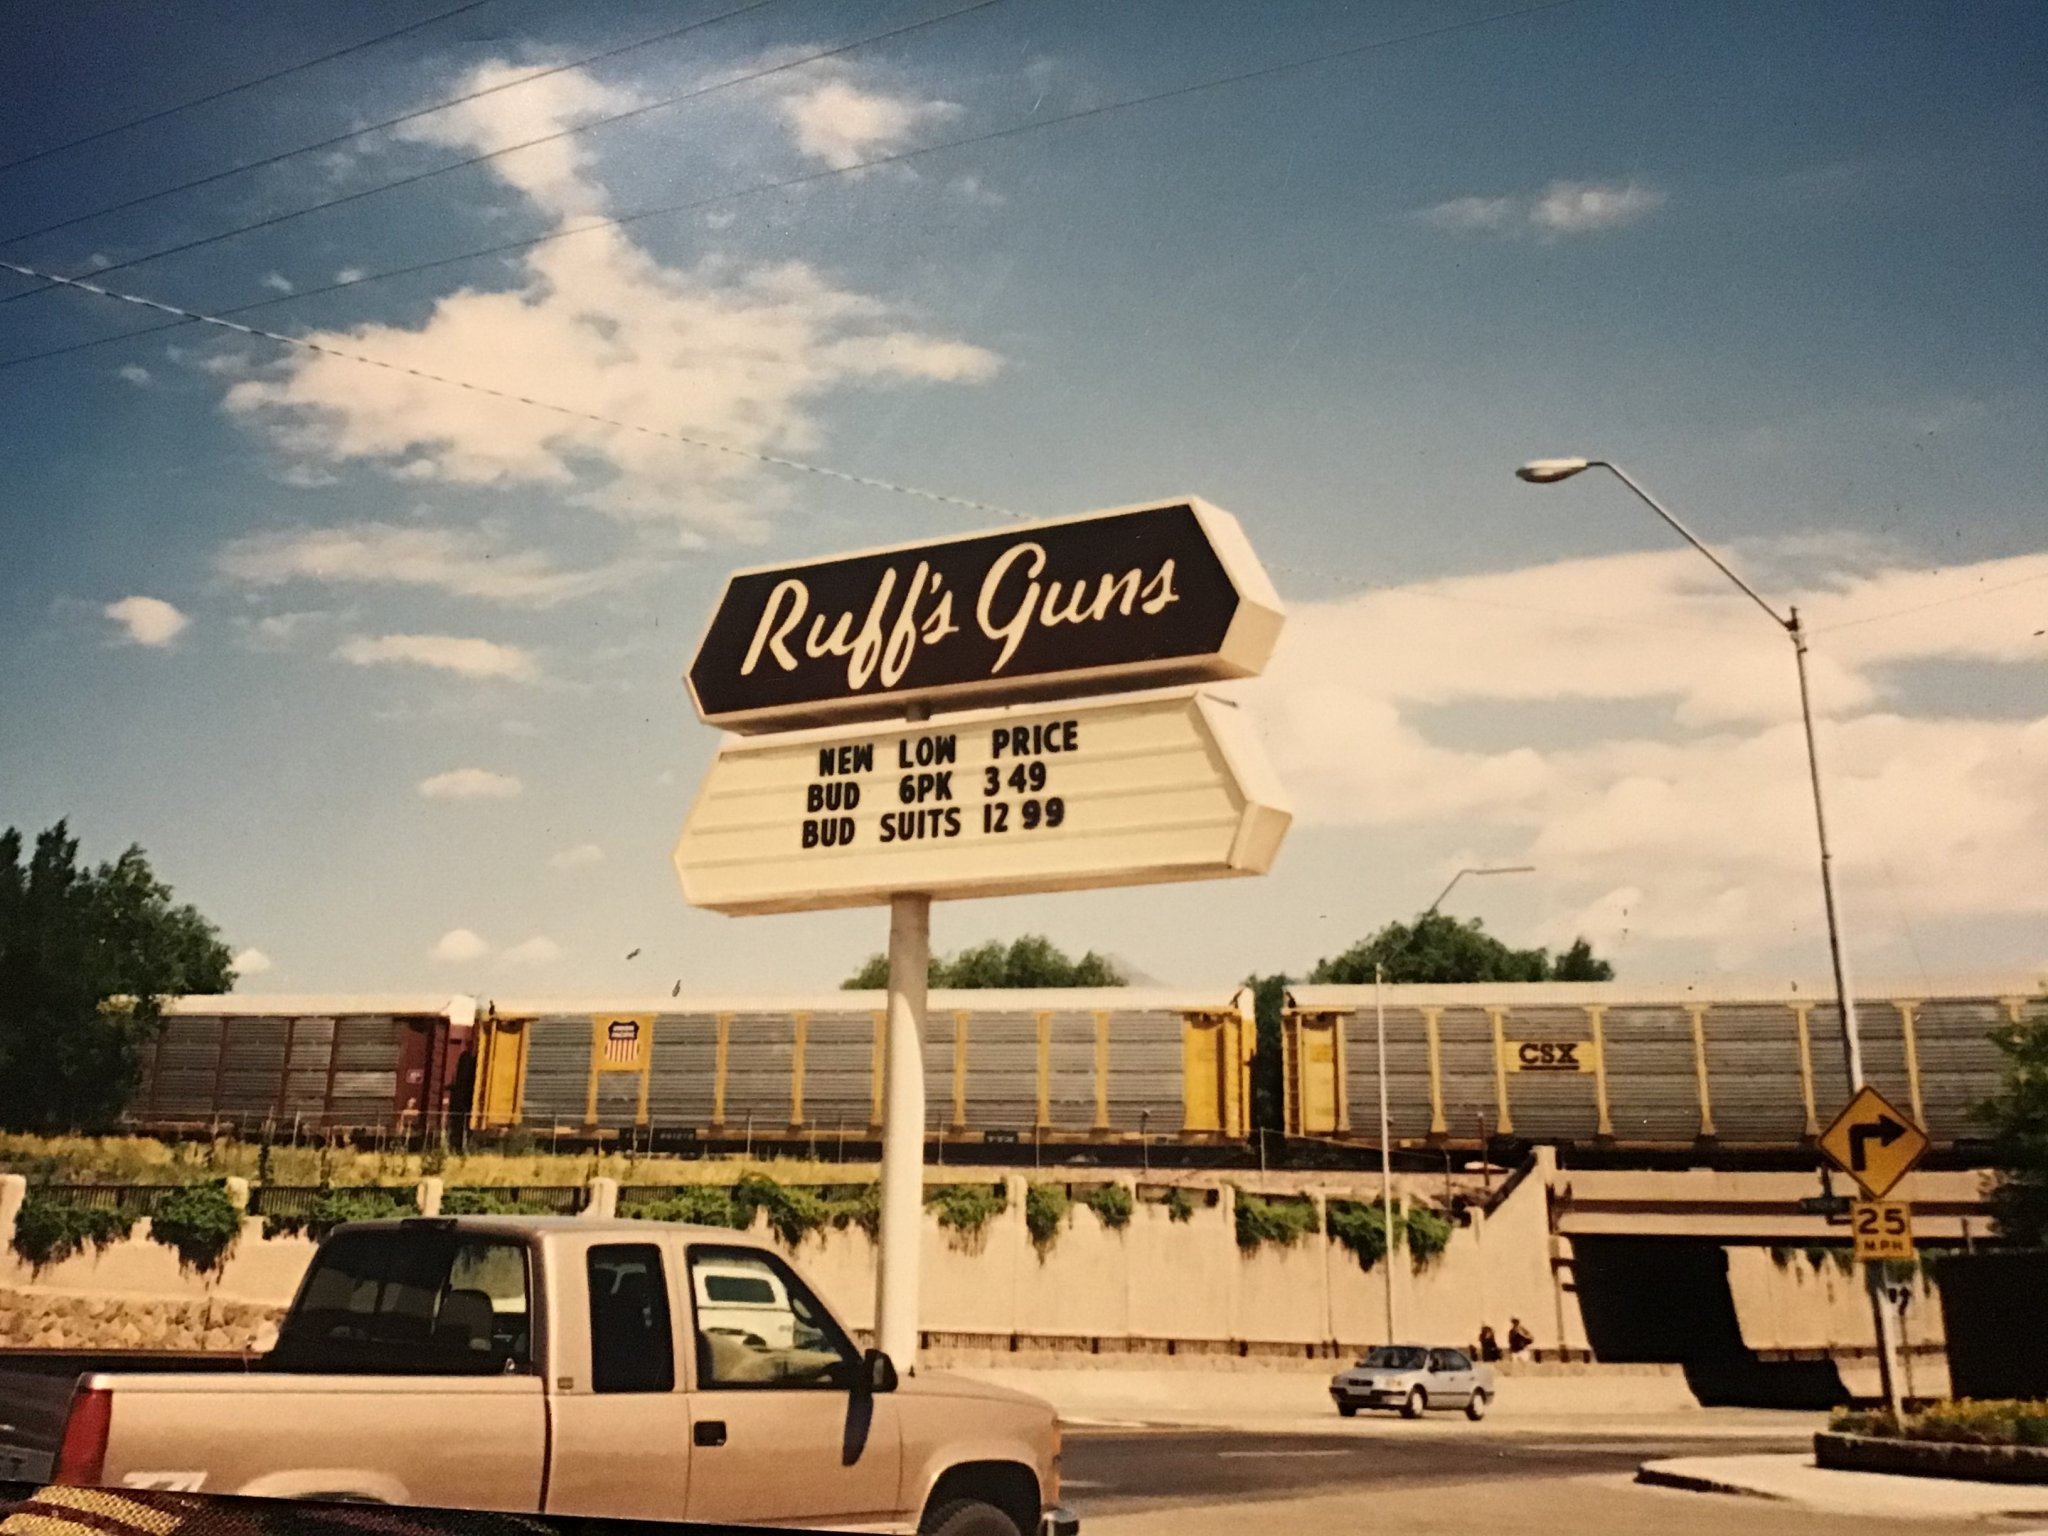 Ruff's Guns
NEW LOW PRICE
BUD 6PK 3 49
BUD SUITS 12 99
CSX
25
MPH